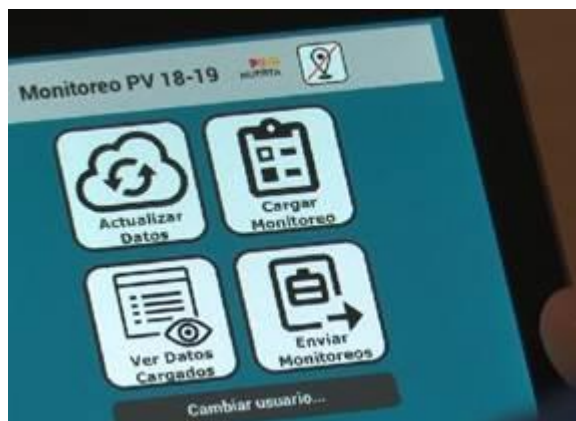 Monitoreo PV 18-19
Actualizar
Datos
Cargar
Monitoreo
Ver Datos
Cargados
Enviar
Monitoreos
Cambiar usuario...